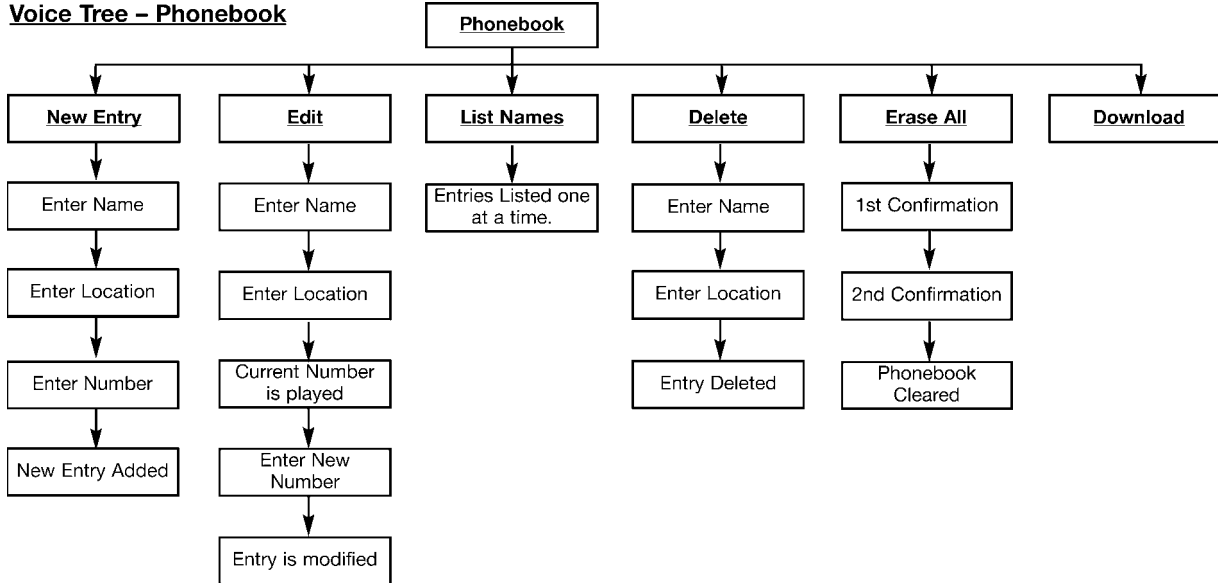 Voice Tree – Phonebook
Phonebook
New Entry
Edit
List Names
Delete
Erase All
Download
Enter Name
Enter Name
Entries Listed one
at a time.
Enter Name
1st Confirmation
Enter Location
Enter Location
Enter Location
2nd Confirmation
Enter Number
Current Number
is played
Entry Deleted
Phonebook
Cleared
New Entry Added
Enter New
Number
Entry is modified